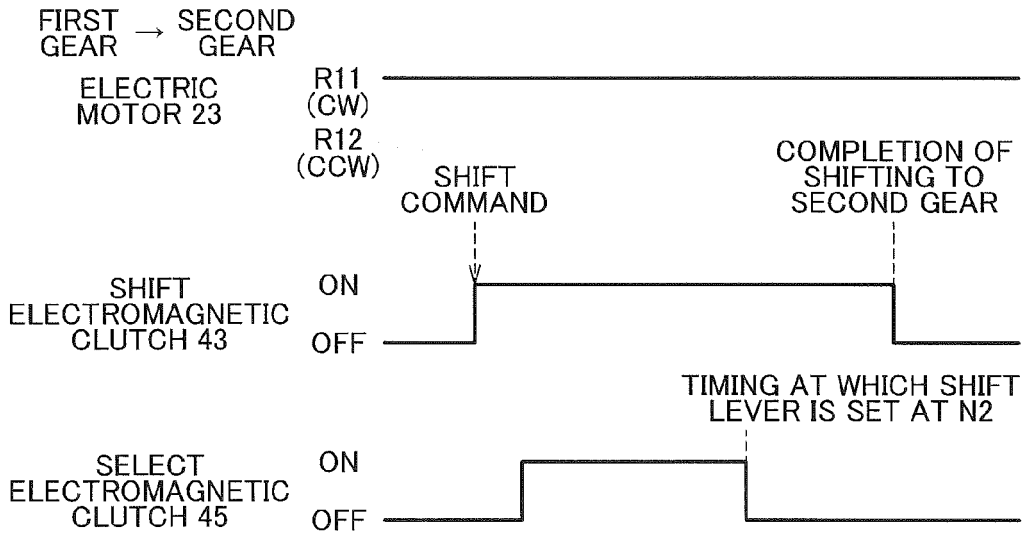 FIRST → SECOND
GEAR GEAR
ELECTRIC
MOTOR 23
R11
(CW)
R12
(CCW)
SHIFT
COMMAND
COMPLETION OF
SHIFTING TO
SECOND GEAR
SHIFT
ELECTROMAGNETIC
CLUTCH 43
ON
OFF
TIMING AT WHICH SHIFT
LEVER IS SET AT N2
SELECT
ELECTROMAGNETIC
CLUTCH 45
ON
OFF